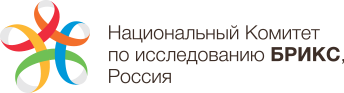 Национальный Комитет
по исследованию БРИКС,
Россия